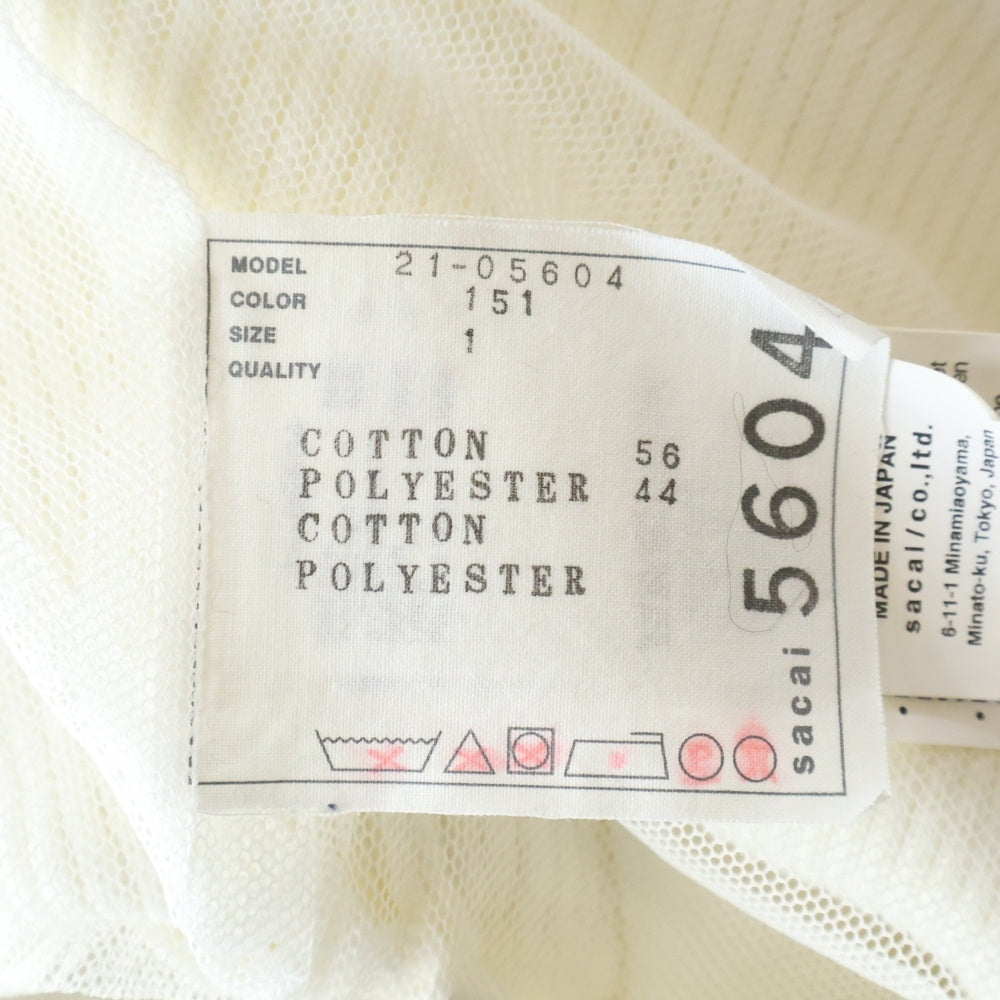 MODEL 21-05604
COLOR 151
SIZE 1
QUALITY
COTTON 56
POLYESTER 44
COTTON
POLYESTER
sacai 5604
MADE IN JAPAN
sacai/co.,ltd.
6-11-1 Minamiaoyama,
Minato-ku, Tokyo, Japan